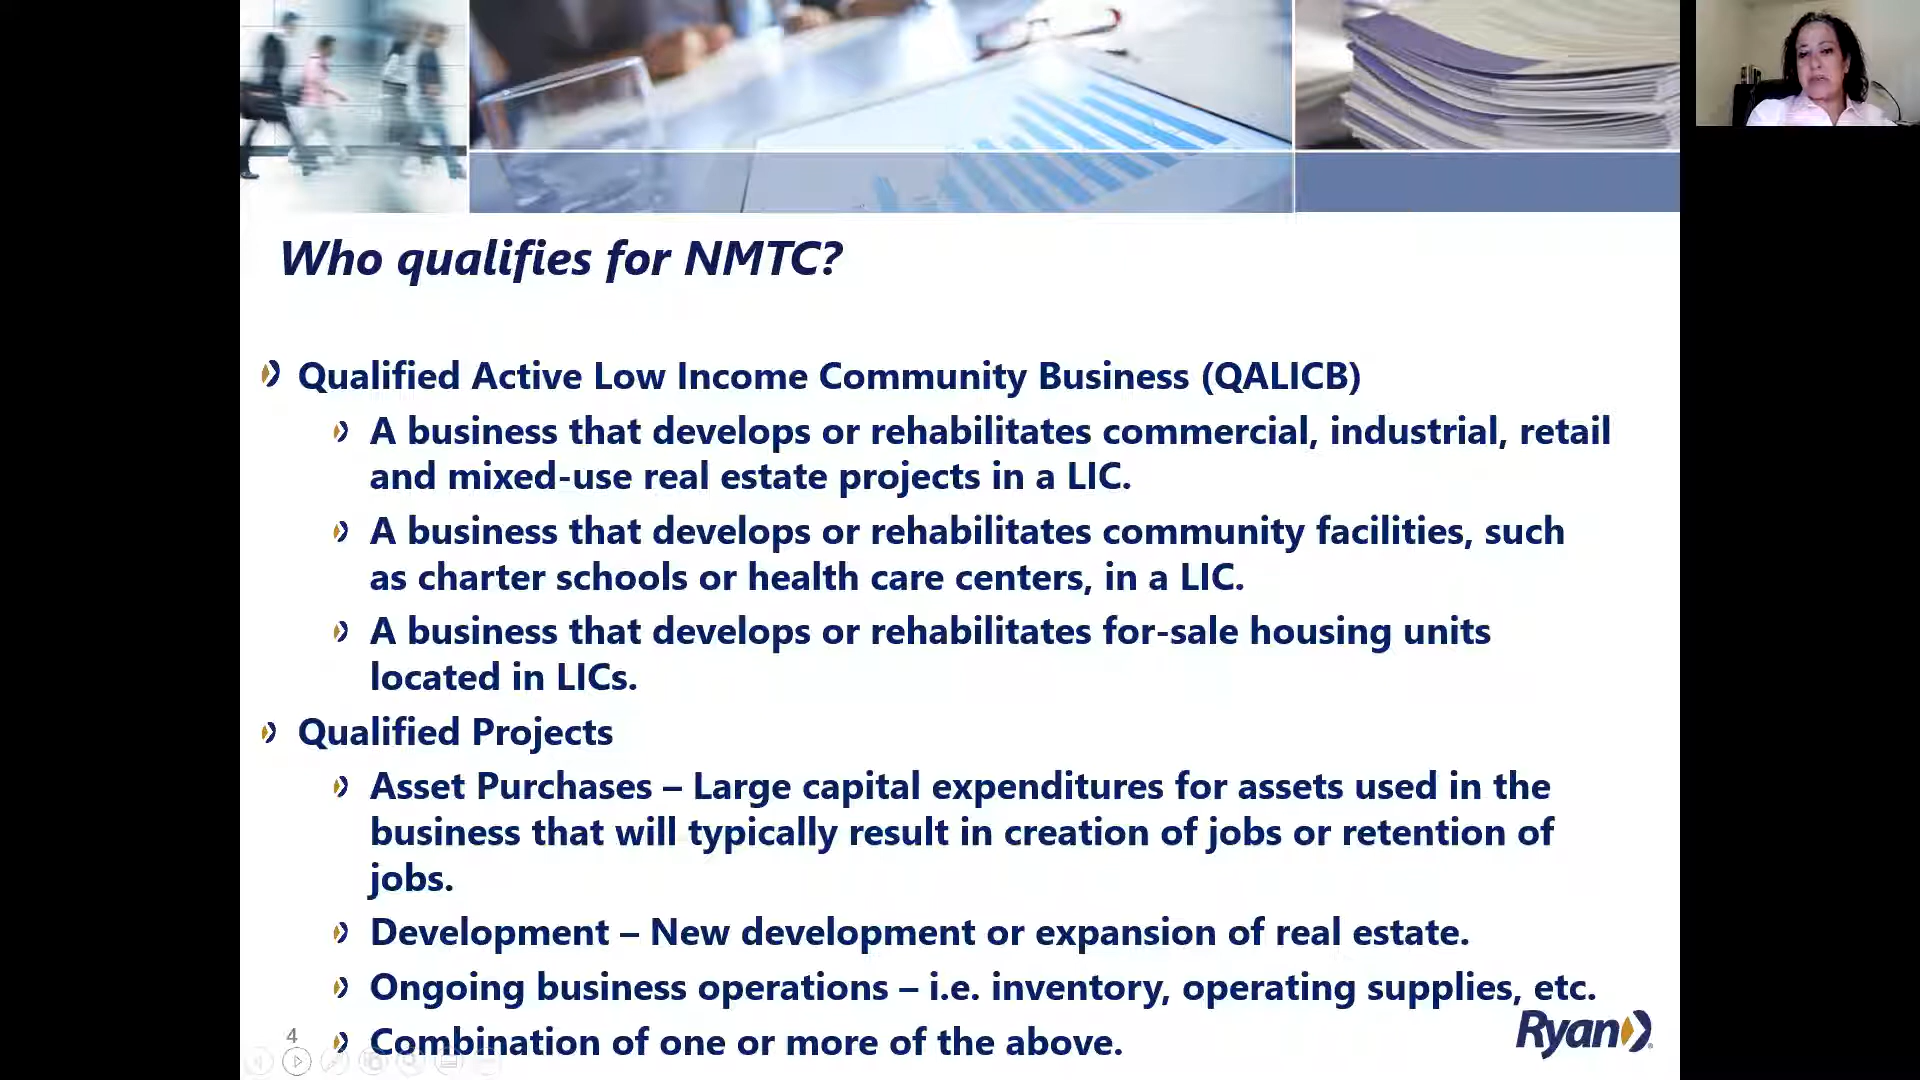 Who qualifies for NMTC?
Qualified Active Low Income Community Business (QALICB)
A business that develops or rehabilitates commercial, industrial, retail
and mixed-use real estate projects in a LIC.
A business that develops or rehabilitates community facilities, such
as charter schools or health care centers, in a LIC.
A business that develops or rehabilitates for-sale housing units
located in LICs.
Qualified Projects
Asset Purchases – Large capital expenditures for assets used in the
business that will typically result in creation of jobs or retention of
jobs.
Development – New development or expansion of real estate.
Ongoing business operations – i.e. inventory, operating supplies, etc.
Combination of one or more of the above.
4
Ryan